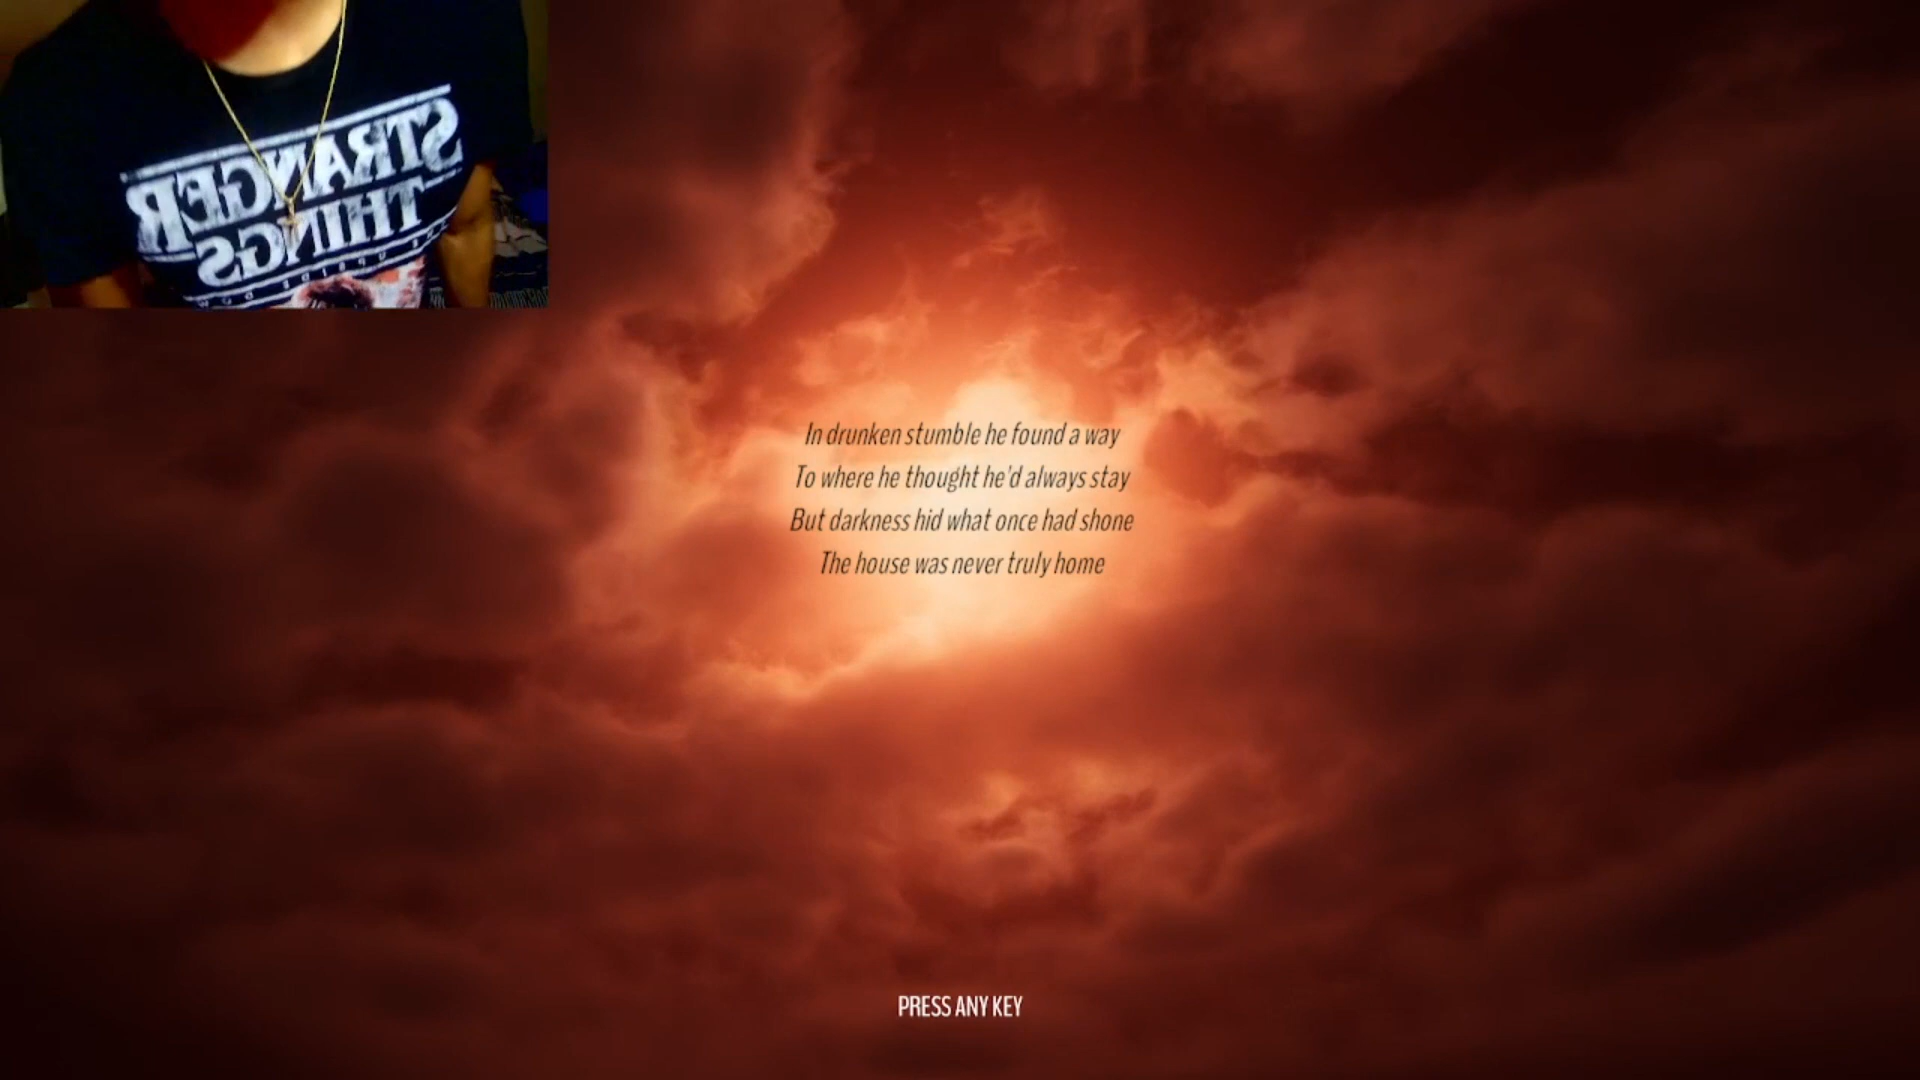 STRANGER
THINGS
In drunken stumble he found a way
To where he thought he'd always stay
But darkness hid what once had shone
The house was never truly home
PRESS ANY KEY